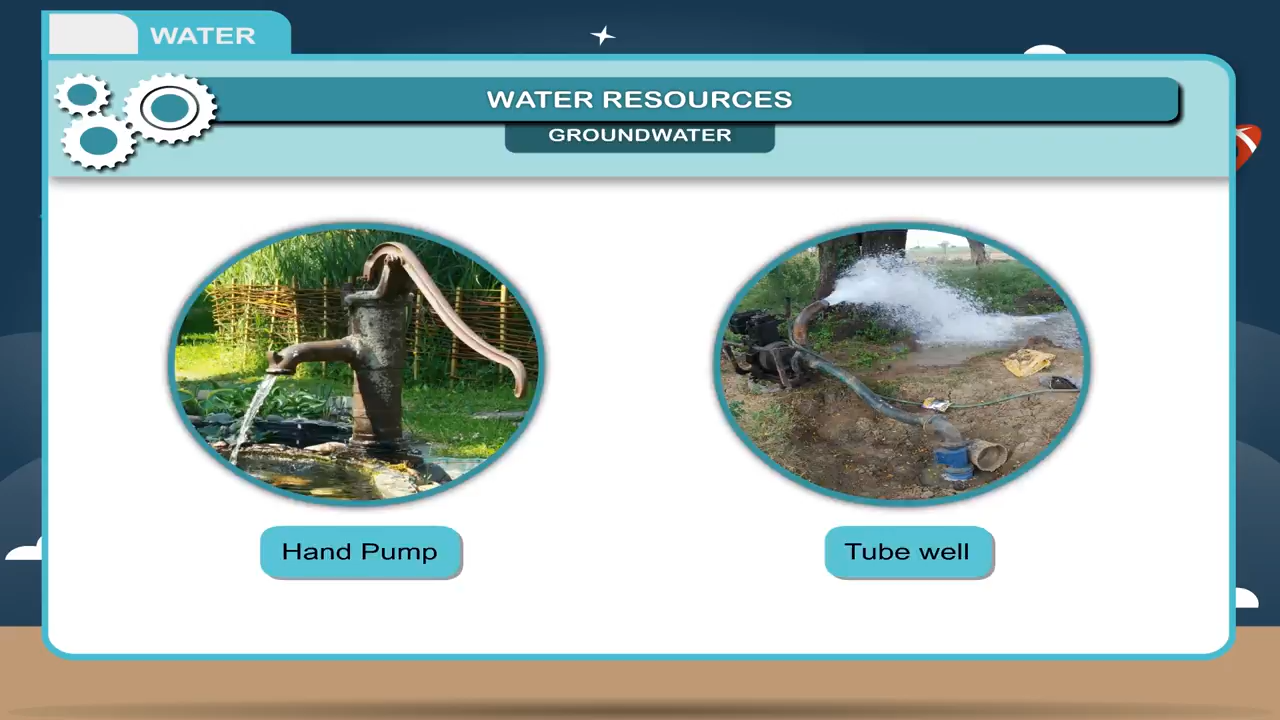 WATER
WATER RESOURCES
GROUNDWATER
Hand Pump
Tube well